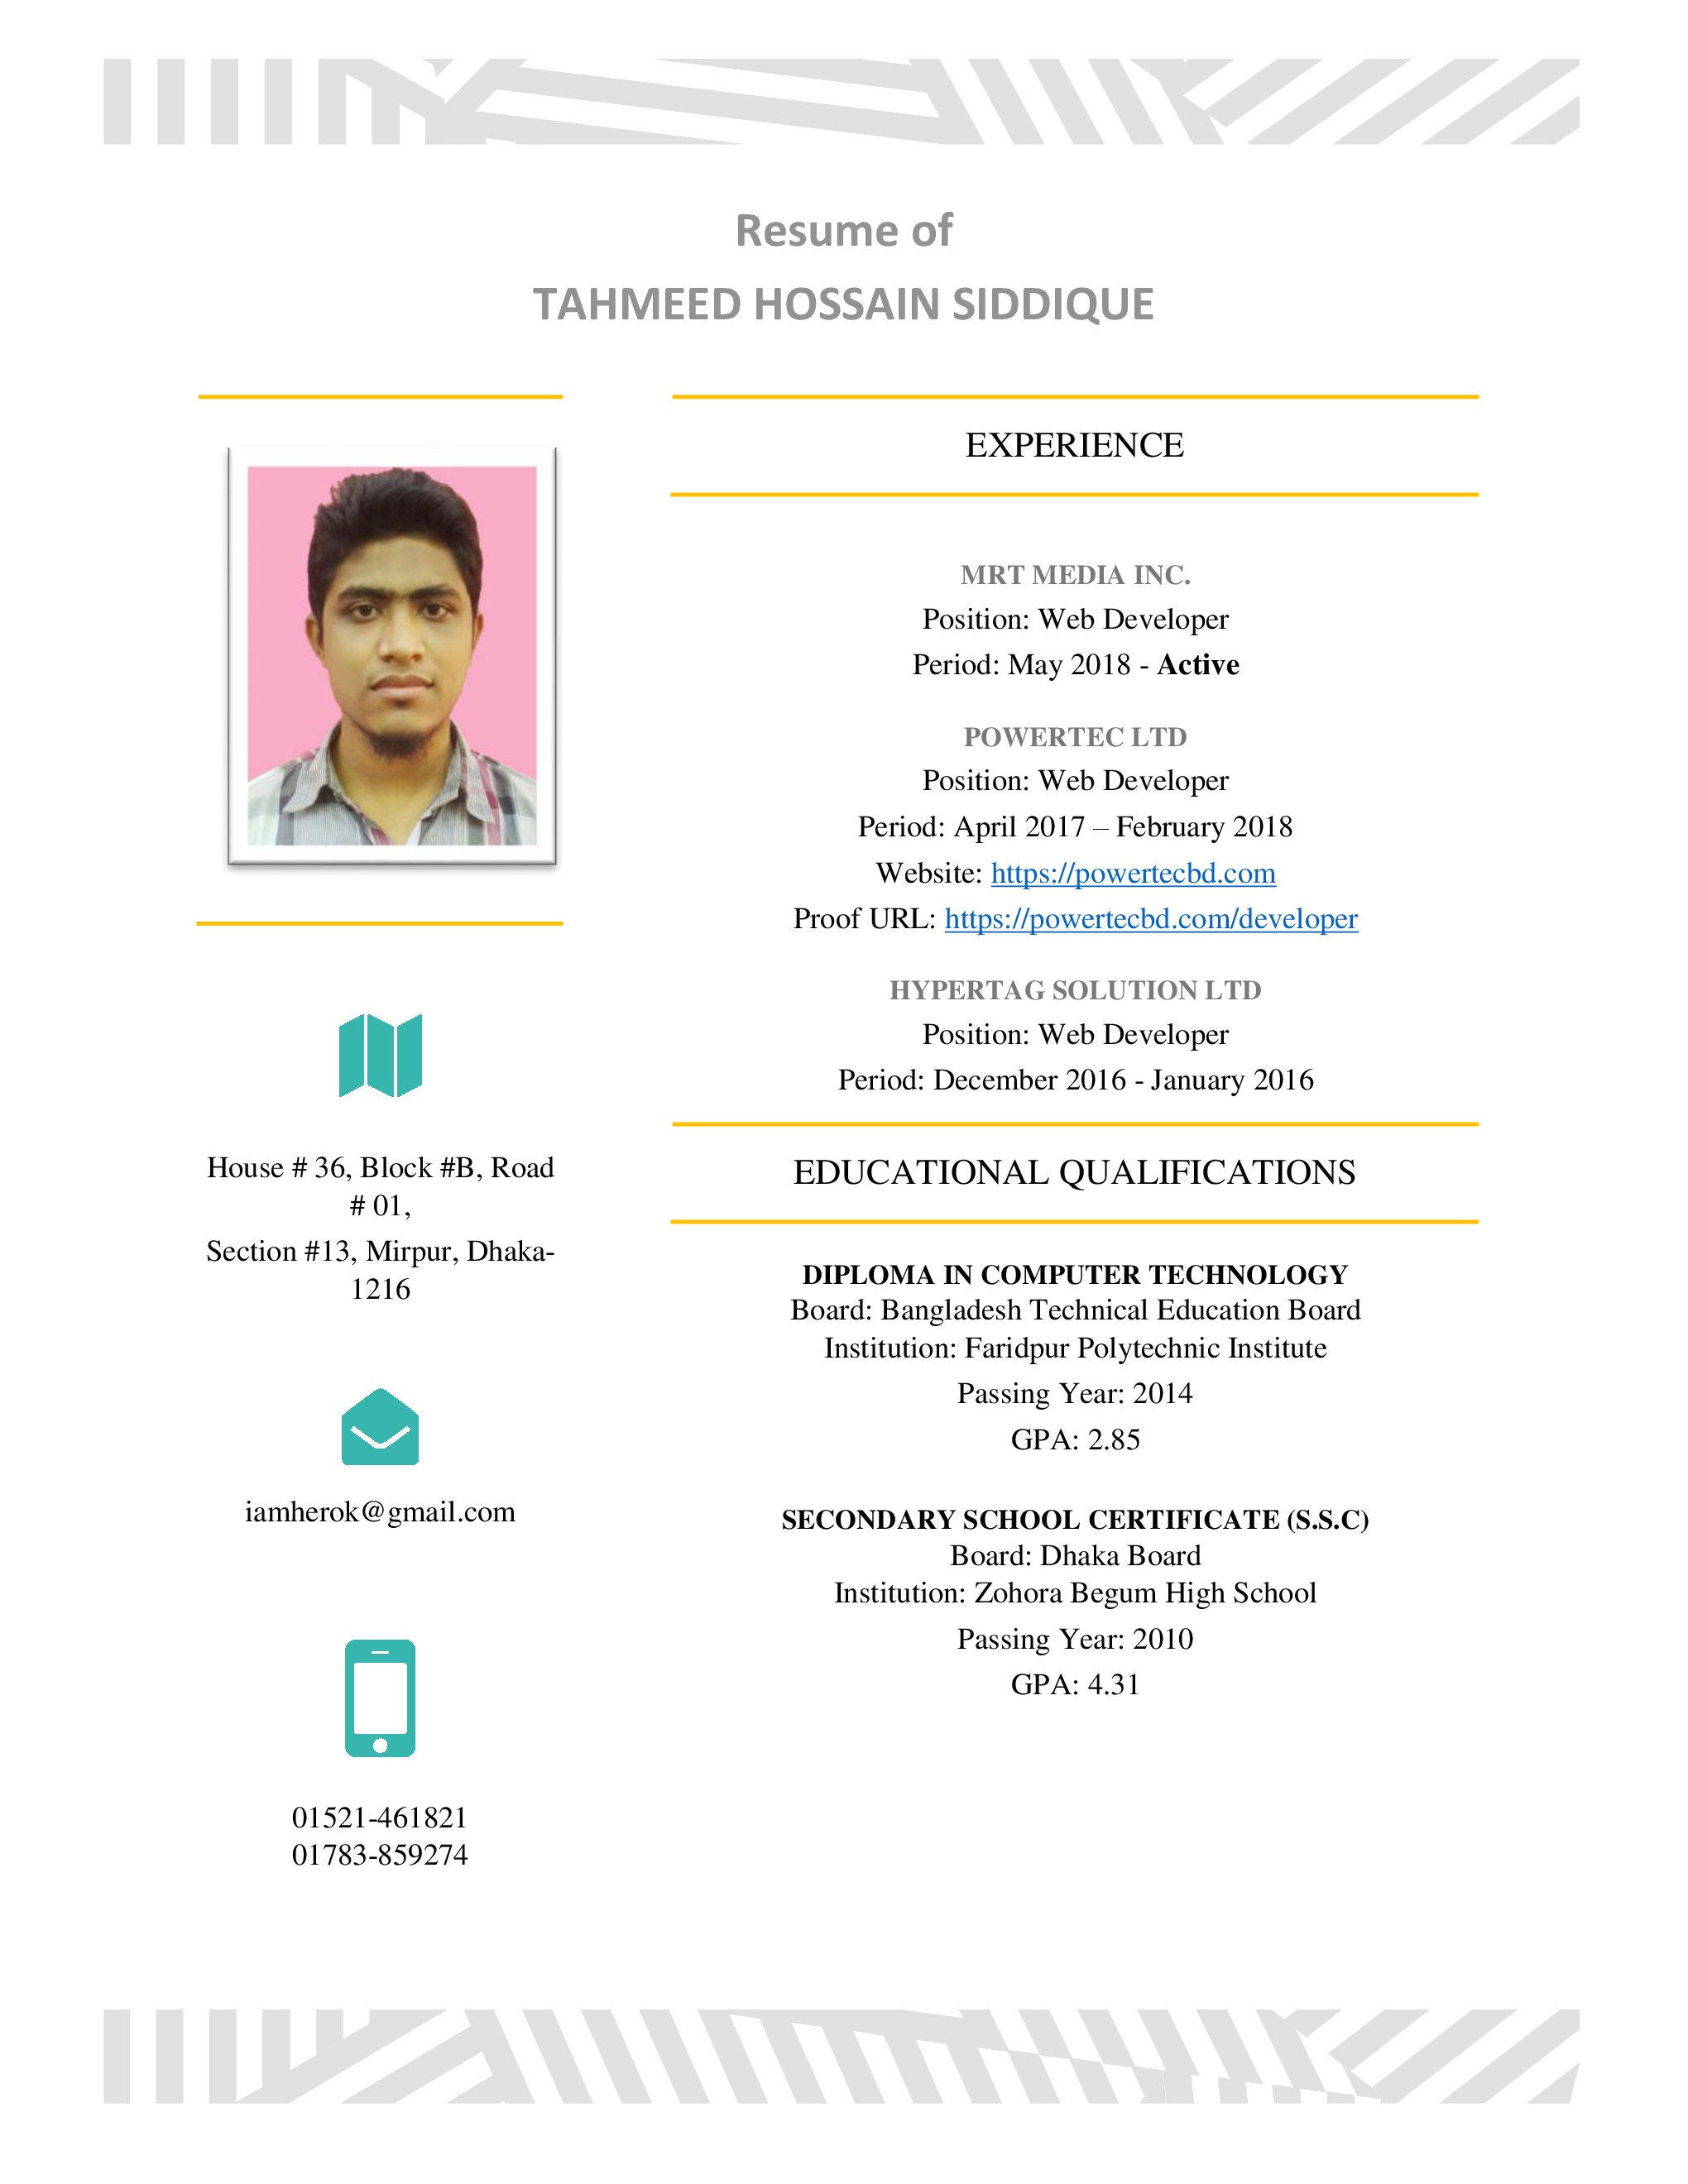 Resume of
TAHMEED HOSSAIN SIDDIQUE
House # 36, Block #B, Road
# 01,
Section #13, Mirpur, Dhaka-
1216
iamherok@gmail.com
01521-461821
01783-859274
EXPERIENCE
MRT MEDIA INC.
Position: Web Developer
Period: May 2018 - Active
POWERTEC LTD
Position: Web Developer
Period: April 2017 – February 2018
Website: https://powertecbd.com
Proof URL: https://powertecbd.com/developer
HYPERTAG SOLUTION LTD
Position: Web Developer
Period: December 2016 - January 2016
EDUCATIONAL QUALIFICATIONS
DIPLOMA IN COMPUTER TECHNOLOGY
Board: Bangladesh Technical Education Board
Institution: Faridpur Polytechnic Institute
Passing Year: 2014
GPA: 2.85
SECONDARY SCHOOL CERTIFICATE (S.S.C)
Board: Dhaka Board
Institution: Zohora Begum High School
Passing Year: 2010
GPA: 4.31